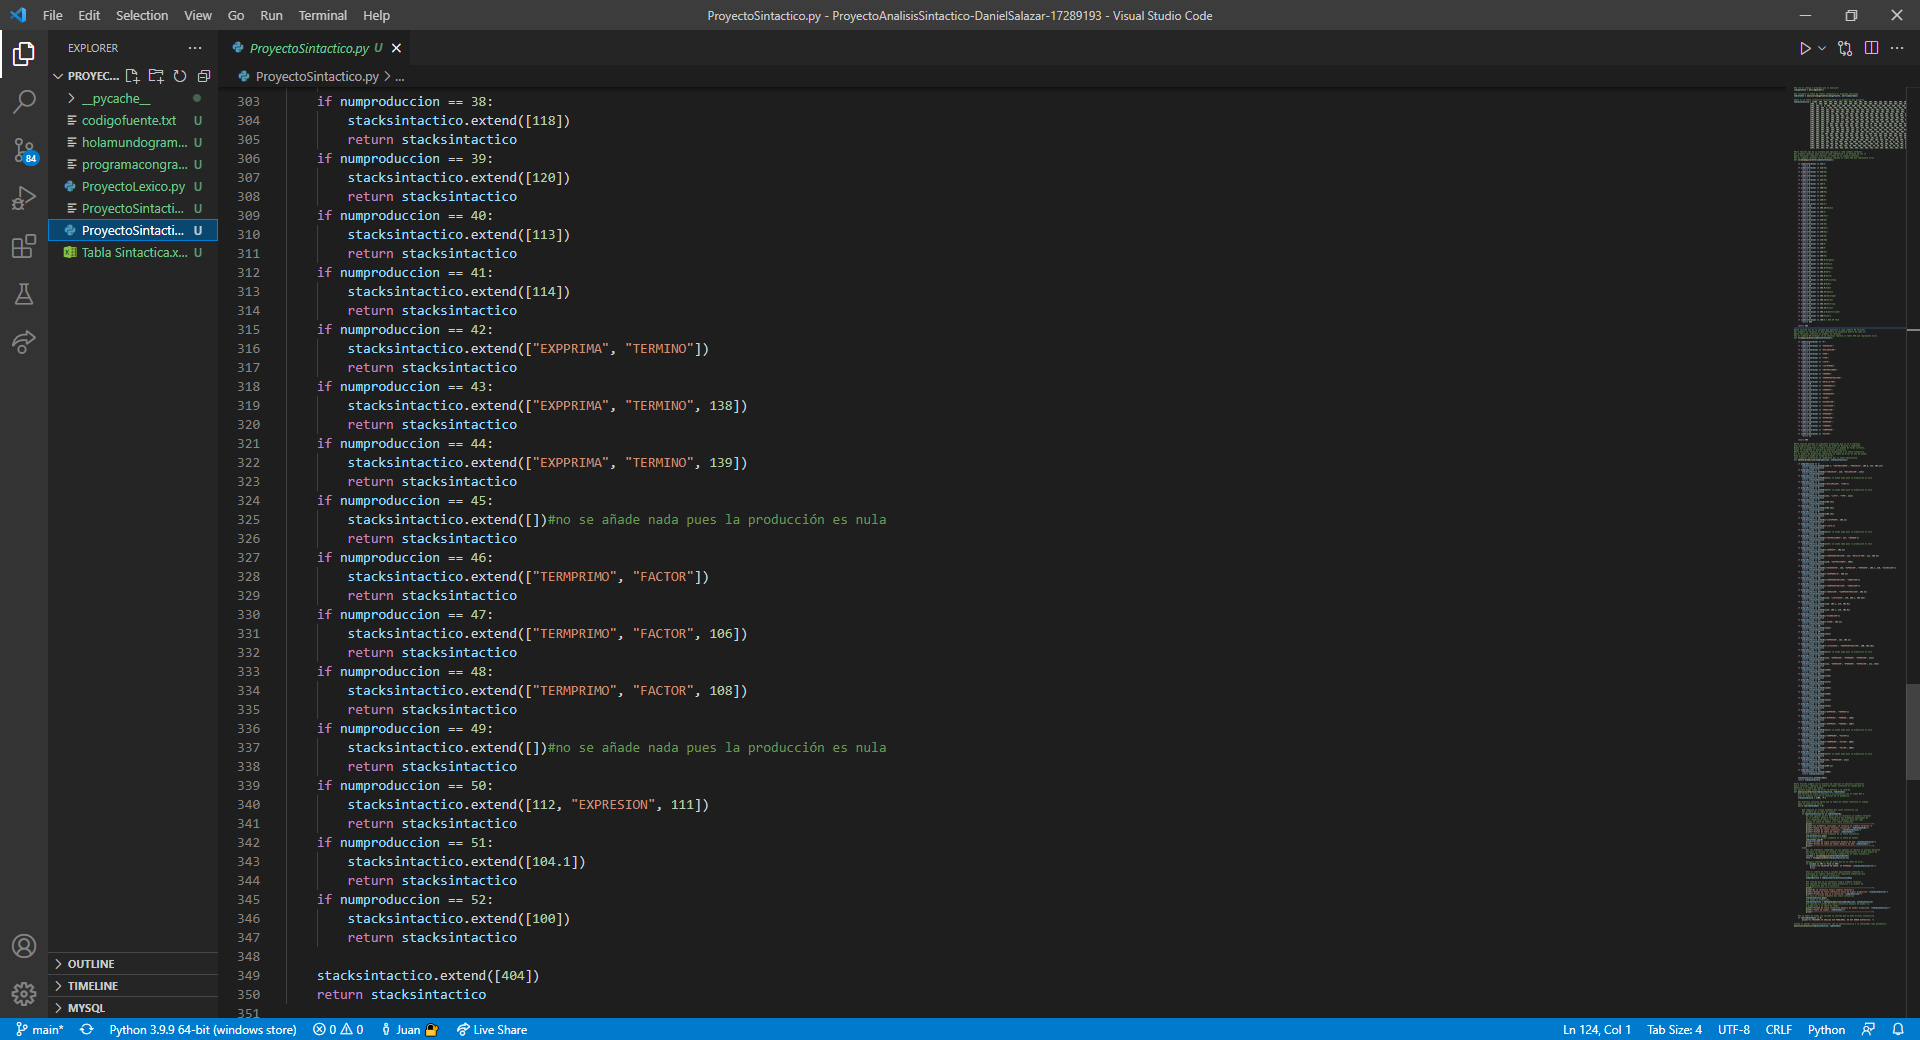 File Edit Selection View Go Run Terminal Help
ProyectoSintactico.py - ProyectoAnalisisSintactico-DanielSalazar-17289193 - Visual Studio Code
EXPLORER ...
PROYEC...
__pycache__
codigofuente.txt U
holamundogram... U
programacongra... U
ProyectoLexico.py U
ProyectoSintacti... U
ProyectoSintacti... U
Tabla Sintactica.x... U
84
OUTLINE
TIMELINE
MYSQL
ProyectoSintactico.py U
ProyectoSintactico.py > ...
303 if numproduccion == 38:
304 stacksintactico.extend([118])
305 return stacksintactico
306 if numproduccion == 39:
307 stacksintactico.extend([120])
308 return stacksintactico
309 if numproduccion == 40:
310 stacksintactico.extend([113])
311 return stacksintactico
312 if numproduccion == 41:
313 stacksintactico.extend([114])
314 return stacksintactico
315 if numproduccion == 42:
316 stacksintactico.extend(["EXPPRIMA", "TERMINO"])
317 return stacksintactico
318 if numproduccion == 43:
319 stacksintactico.extend(["EXPPRIMA", "TERMINO", 138])
320 return stacksintactico
321 if numproduccion == 44:
322 stacksintactico.extend(["EXPPRIMA", "TERMINO", 139])
323 return stacksintactico
324 if numproduccion == 45:
325 stacksintactico.extend([])#no se añade nada pues la producción es nula
326 return stacksintactico
327 if numproduccion == 46:
328 stacksintactico.extend(["TERMPRIMO", "FACTOR"])
329 return stacksintactico
330 if numproduccion == 47:
331 stacksintactico.extend(["TERMPRIMO", "FACTOR", 106])
332 return stacksintactico
333 if numproduccion == 48:
334 stacksintactico.extend(["TERMPRIMO", "FACTOR", 108])
335 return stacksintactico
336 if numproduccion == 49:
337 stacksintactico.extend([])#no se añade nada pues la producción es nula
338 return stacksintactico
339 if numproduccion == 50:
340 stacksintactico.extend([112, "EXPRESION", 111])
341 return stacksintactico
342 if numproduccion == 51:
343 stacksintactico.extend([104.1])
344 return stacksintactico
345 if numproduccion == 52:
346 stacksintactico.extend([100])
347 return stacksintactico
348
349 stacksintactico.extend([404])
350 return stacksintactico
351
main* Python 3.9.9 64-bit (windows store) 0 0 Juan Live Share
Ln 124, Col 1 Tab Size: 4 UTF-8 CRLF Python